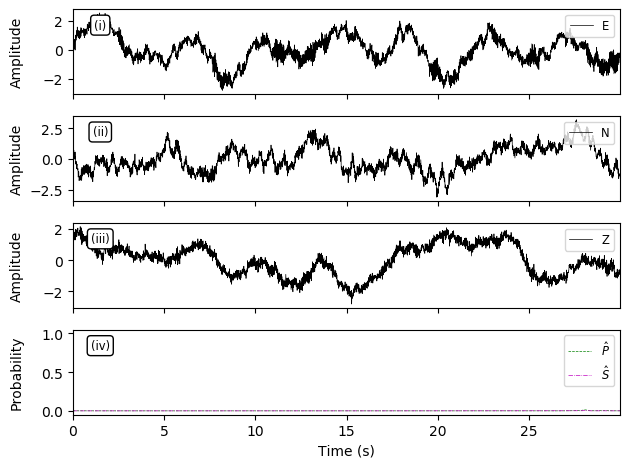 Amplitude
2
0
−2
(i)
E
Amplitude
2.5
0.0
−2.5
(ii)
N
Amplitude
2
0
−2
(iii)
Z
Probability
1.0
0.5
0.0
(iv)
P̂
Ŝ
0 5 10 15 20 25
Time (s)